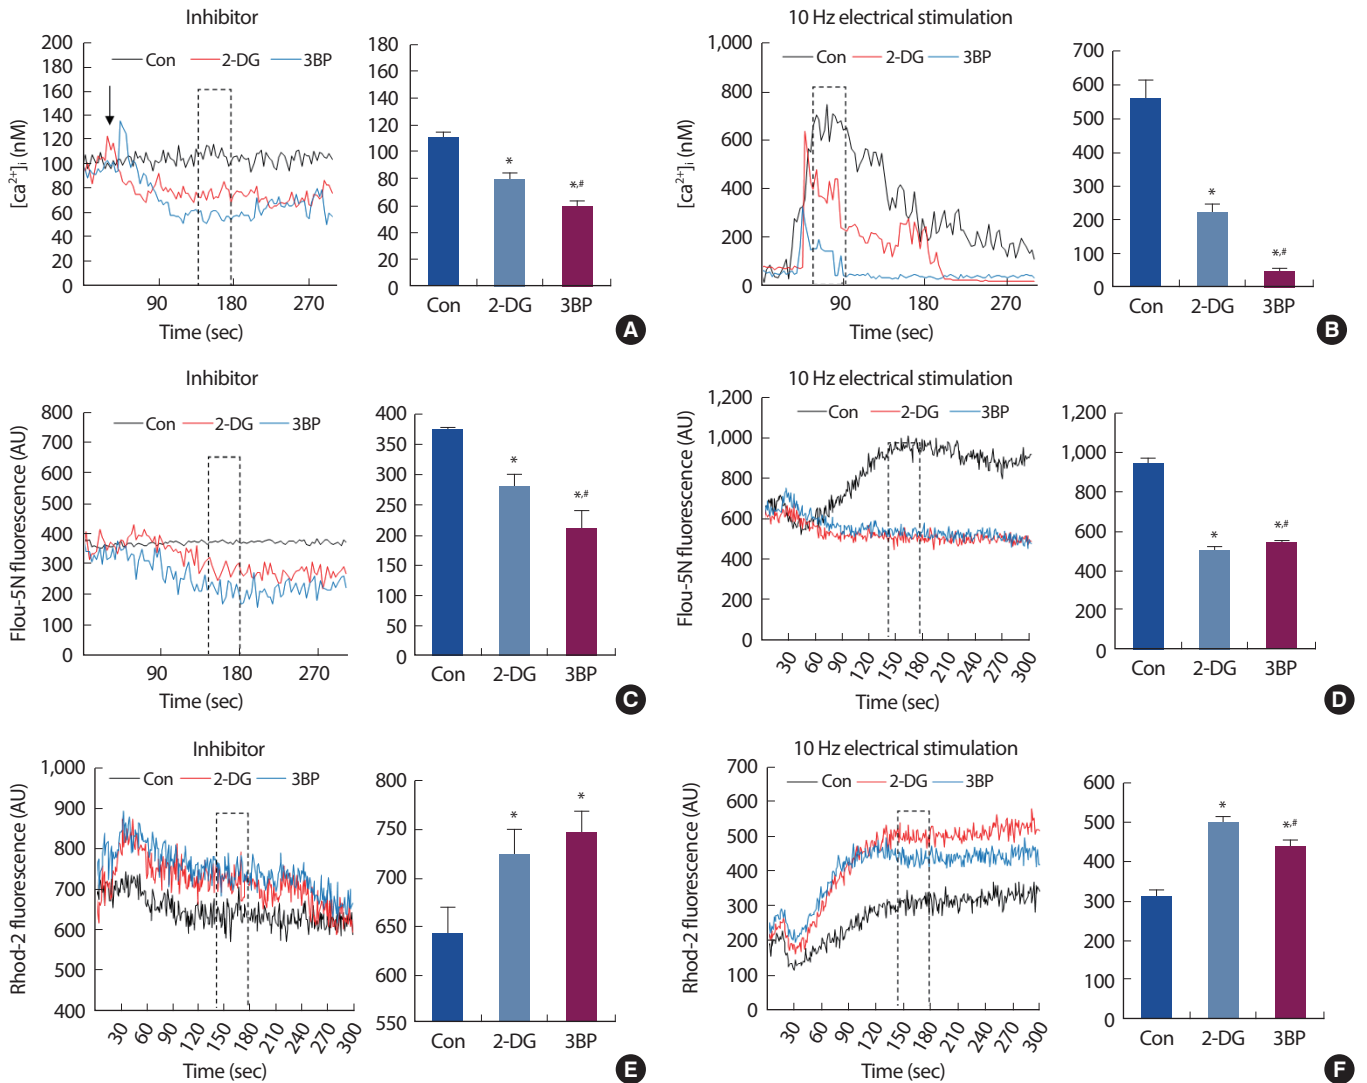 Inhibitor
200
180
160
140
120
100
80
60
40
20
0
[ca²⁺]ᵢ (nM)
Con 2-DG 3BP
90 180 270
Time (sec)
180
160
140
120
100
80
60
40
20
0
*
*,#
Con 2-DG 3BP
A
10 Hz electrical stimulation
1,000
800
600
400
200
0
[ca²⁺]ᵢ (nM)
Con 2-DG 3BP
90 180 270
Time (sec)
700
600
500
400
300
200
100
0
*
*,#
Con 2-DG 3BP
B
Inhibitor
800
700
600
500
400
300
200
100
0
Flou-5N fluorescence (AU)
Con 2-DG 3BP
90 180 270
Time (sec)
400
350
300
250
200
150
100
50
0
*
*,#
Con 2-DG 3BP
C
10 Hz electrical stimulation
1,200
1,000
800
600
400
200
0
Flou-5N fluorescence (AU)
Con 2-DG 3BP
30 60 90 120 150 180 210 240 270 300
Time (sec)
1,200
1,000
800
600
400
200
0
*
*,#
Con 2-DG 3BP
D
Inhibitor
1,000
900
800
700
600
500
400
Rhod-2 fluorescence (AU)
Con 2-DG 3BP
30 60 90 120 150 180 210 240 270 300
Time (sec)
800
750
700
650
600
550
*
*
Con 2-DG 3BP
E
10 Hz electrical stimulation
700
600
500
400
300
200
100
0
Rhod-2 fluorescence (AU)
Con 2-DG 3BP
30 60 90 120 150 180 210 240 270 300
Time (sec)
600
500
400
300
200
100
0
*
*,#
Con 2-DG 3BP
F